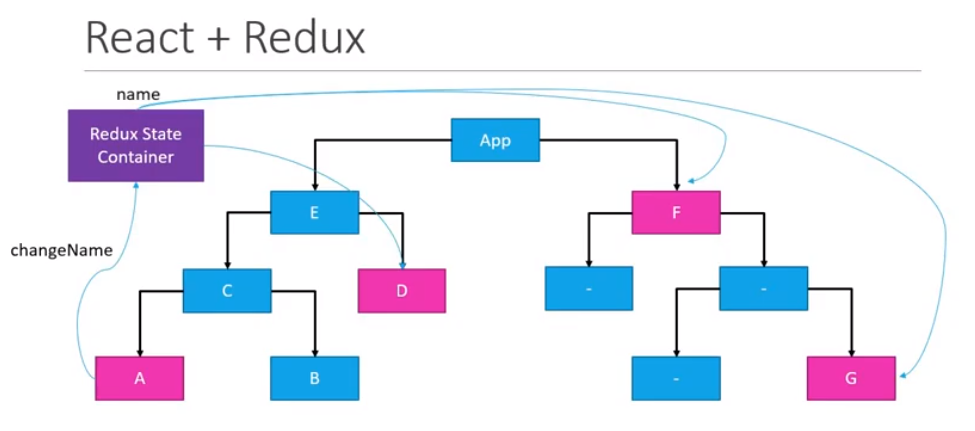 React + Redux
name
Redux State
Container
App
E
F
changeName
C
D
-
-
A
B
-
G